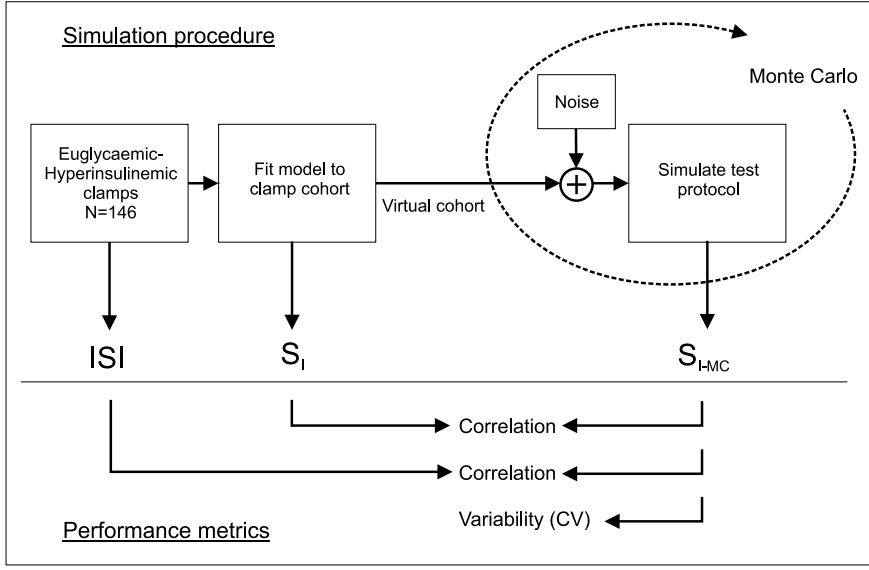 Simulation procedure
Monte Carlo
Noise
Euglycaemic-
Hyperinsulinemic
clamps
N=146
Fit model to
clamp cohort
Virtual cohort
+
Simulate test
protocol
ISI
SI
SI-MC
Correlation
Correlation
Variability (CV)
Performance metrics